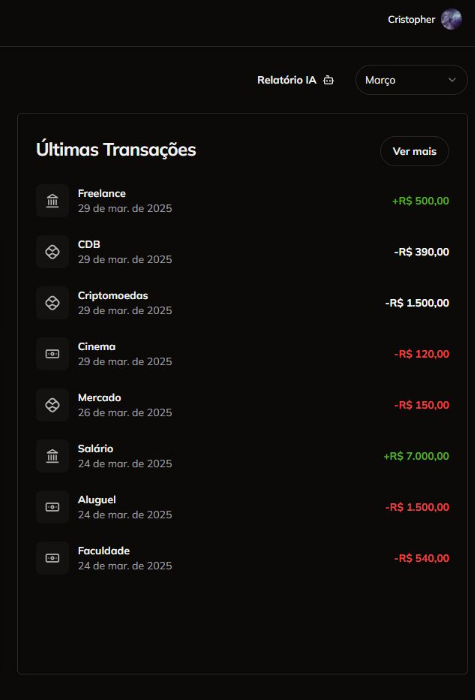 Cristopher
Relatório IA
Março
Últimas Transações
Ver mais
Freelance
29 de mar. de 2025
+R$ 500,00
CDB
29 de mar. de 2025
-R$ 390,00
Criptomoedas
29 de mar. de 2025
-R$ 1.500,00
Cinema
29 de mar. de 2025
-R$ 120,00
Mercado
26 de mar. de 2025
-R$ 150,00
Salário
24 de mar. de 2025
+R$ 7.000,00
Aluguel
24 de mar. de 2025
-R$ 1.500,00
Faculdade
24 de mar. de 2025
-R$ 540,00